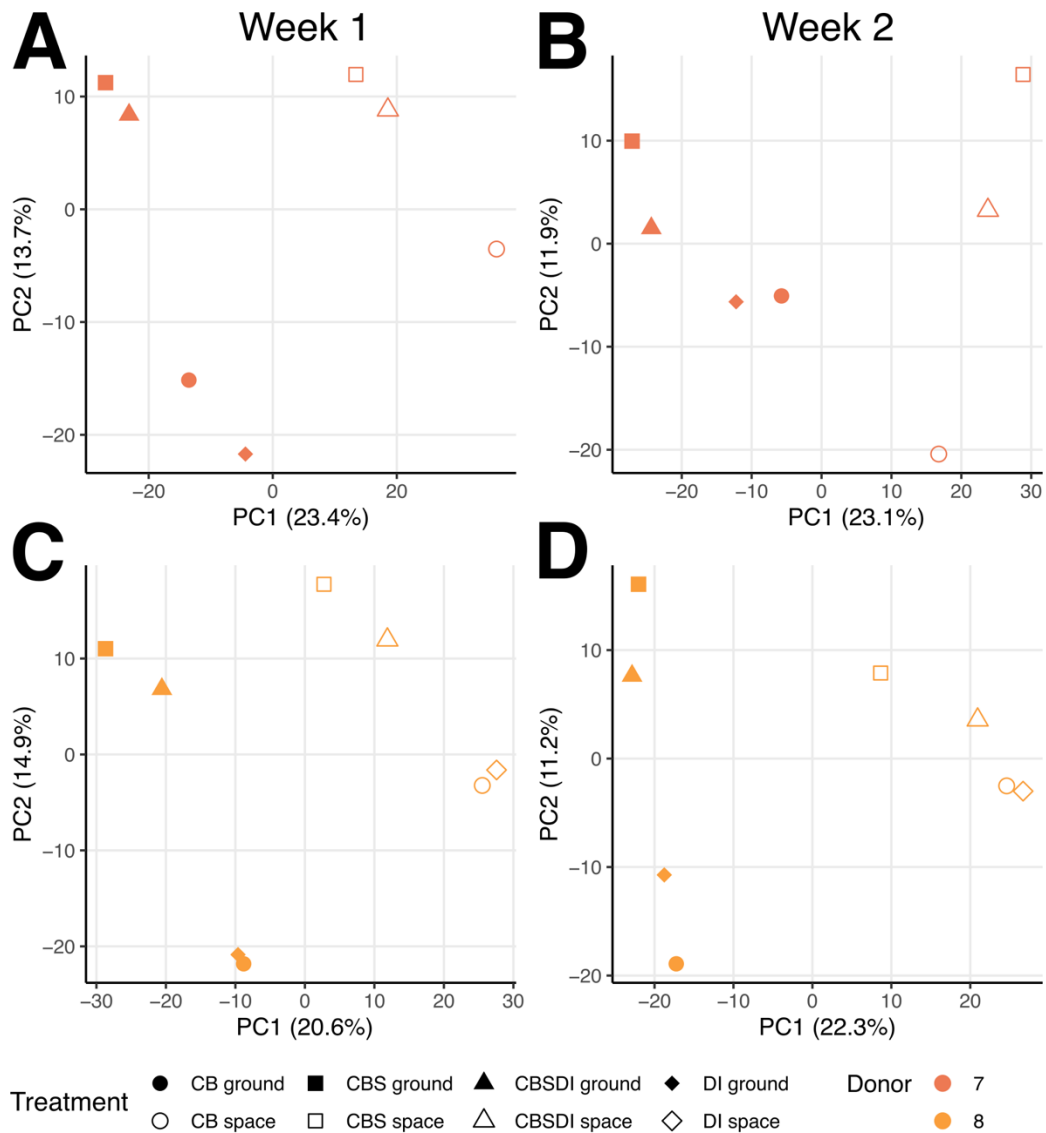 A Week 1
B Week 2
10
0
−10
−20
PC2 (13.7%)
−20 0 20
PC1 (23.4%)
10
0
−10
−20
PC2 (11.9%)
−20 −10 0 10 20 30
PC1 (23.1%)
C
10
0
−10
−20
PC2 (14.9%)
−30 −20 −10 0 10 20 30
PC1 (20.6%)
D
10
0
−10
−20
PC2 (11.2%)
−20 −10 0 10 20
PC1 (22.3%)
Treatment
CB ground CBS ground CBSDI ground DI ground
CB space CBS space CBSDI space DI space
Donor
7
8